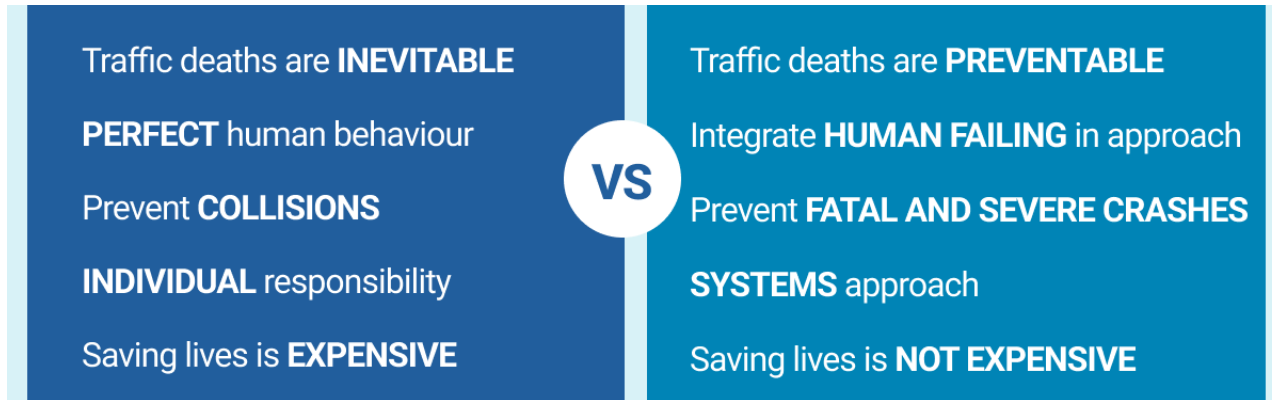 Traffic deaths are INEVITABLE
PERFECT human behaviour
Prevent COLLISIONS
INDIVIDUAL responsibility
Saving lives is EXPENSIVE
VS
Traffic deaths are PREVENTABLE
Integrate HUMAN FAILING in approach
Prevent FATAL AND SEVERE CRASHES
SYSTEMS approach
Saving lives is NOT EXPENSIVE